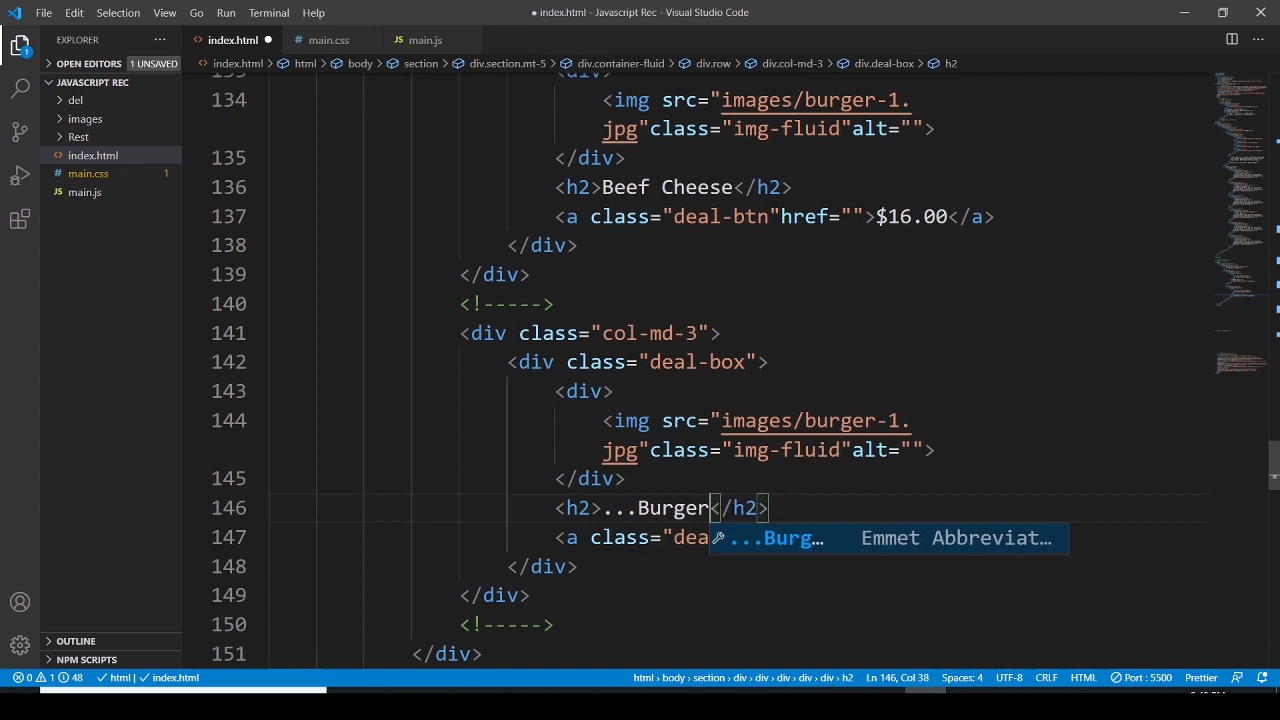 File Edit Selection View Go Run Terminal Help
● index.html - Javascript Rec - Visual Studio Code
EXPLORER ...
index.html
main.css
main.js
OPEN EDITORS 1 UNSAVED
index.html > html > body > section > div.section.mt-5 > div.container-fluid > div.row > div.col-md-3 > div.deal-box > h2
JAVASCRIPT REC
del
images
Rest
index.html
main.css 1
main.js
133 <div>
134 <img src="images/burger-1.
jpg"class="img-fluid"alt="">
135 </div>
136 <h2>Beef Cheese</h2>
137 <a class="deal-btn"href="">$16.00</a>
138 </div>
139 </div>
140 <!----->
141 <div class="col-md-3">
142 <div class="deal-box">
143 <div>
144 <img src="images/burger-1.
jpg"class="img-fluid"alt="">
145 </div>
146 <h2>...Burger</h2>
147 <a class="dea
...Burg… Emmet Abbreviat…
148 </div>
149 </div>
150 <!----->
151 </div>
OUTLINE
NPM SCRIPTS
0 1 48 html | index.html
html › body › section › div › div › div › div › div › h2 Ln 146, Col 38 Spaces: 4 UTF-8 CRLF HTML Port : 5500 Prettier